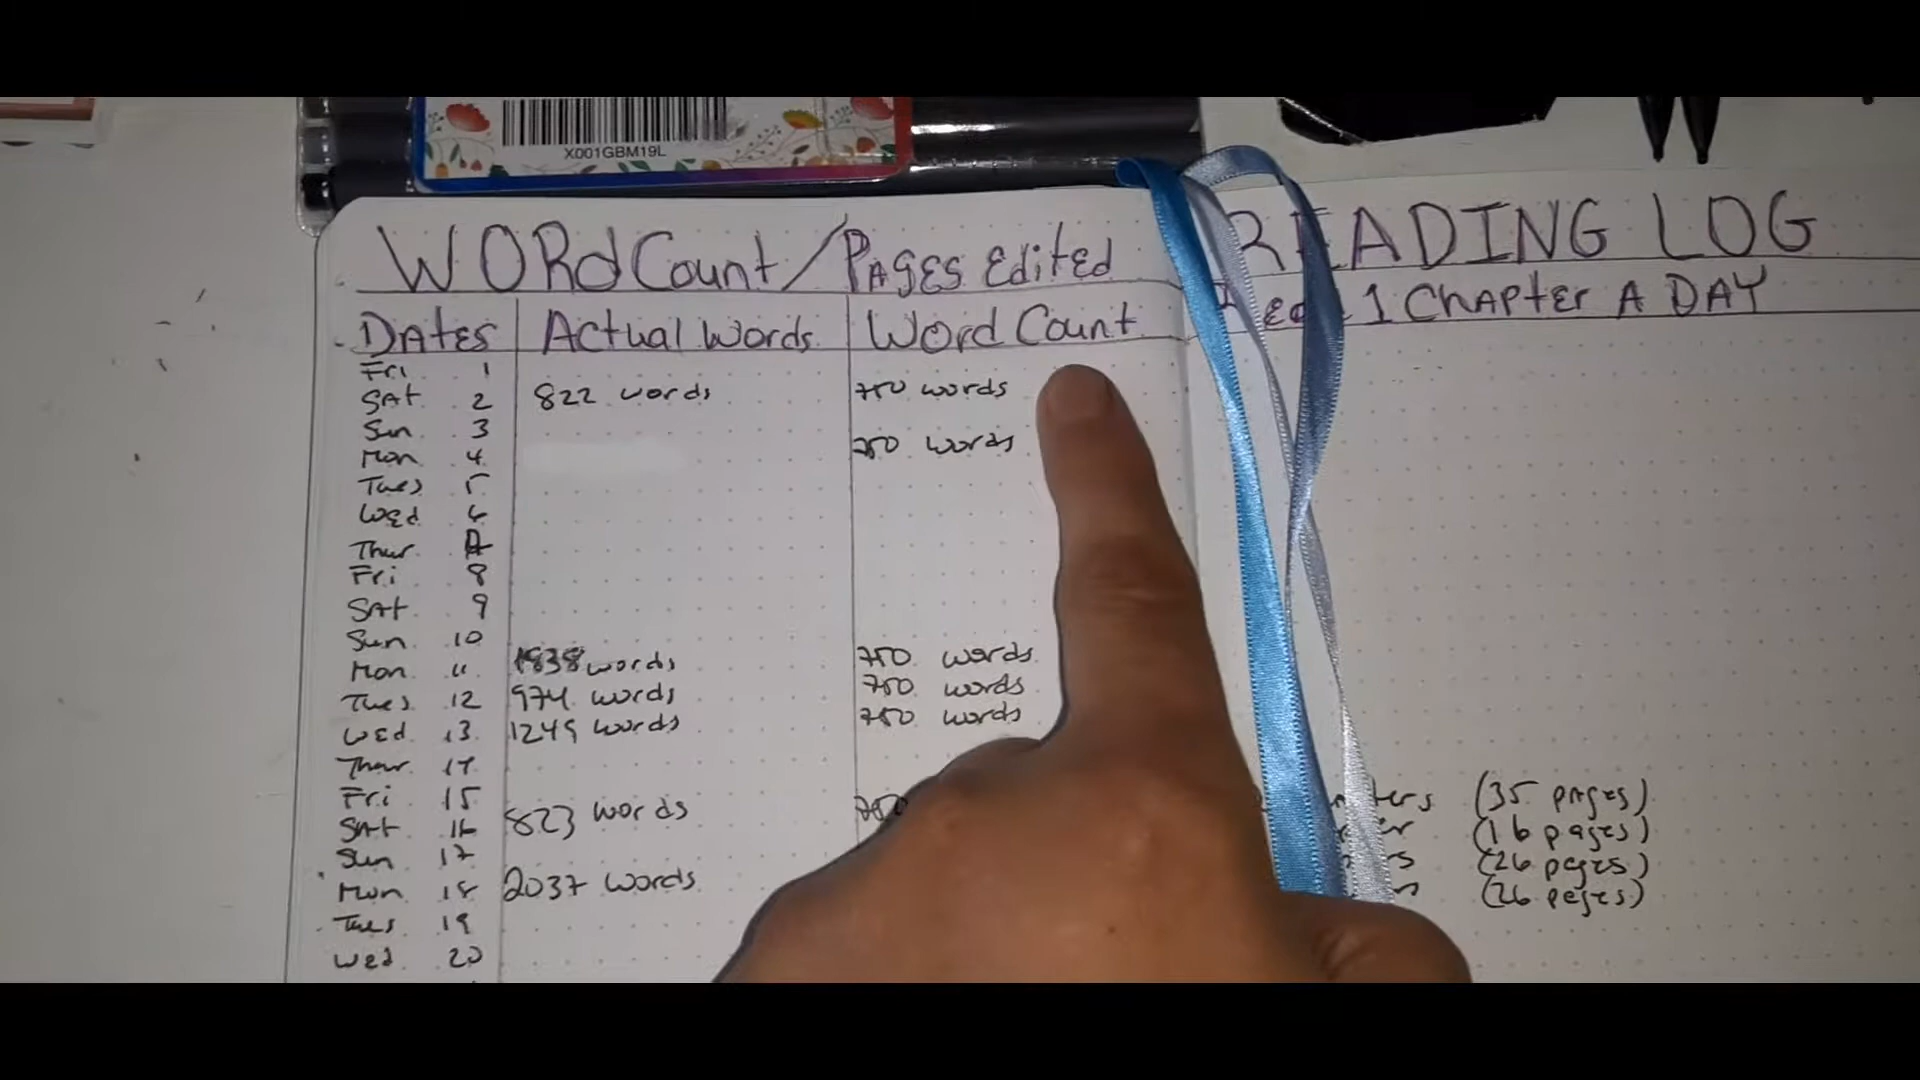 X001GBM19L
WORd Count/PAgEs Edited
READING LOG
1 ChApter A DAY
DAtes Actual Words Word Count
Fri 1
SAt 2 822 words 750 words
Sun 3
Mon 4 750 words
Tues 5
WEd 6
Thur
Fri 8
SAt 9
Sun 10
Mon 11 1838 words 750 words
Tues 12 974 words 750 words
WEd 13 1249 words 750 words
Thur 14
Fri 15
SAt 16 823 words 750
Sun 17
Mon 18 2037 words
Tues 19
Wed 20
(35 pages)
(16 pages)
(26 pages)
(26 pages)